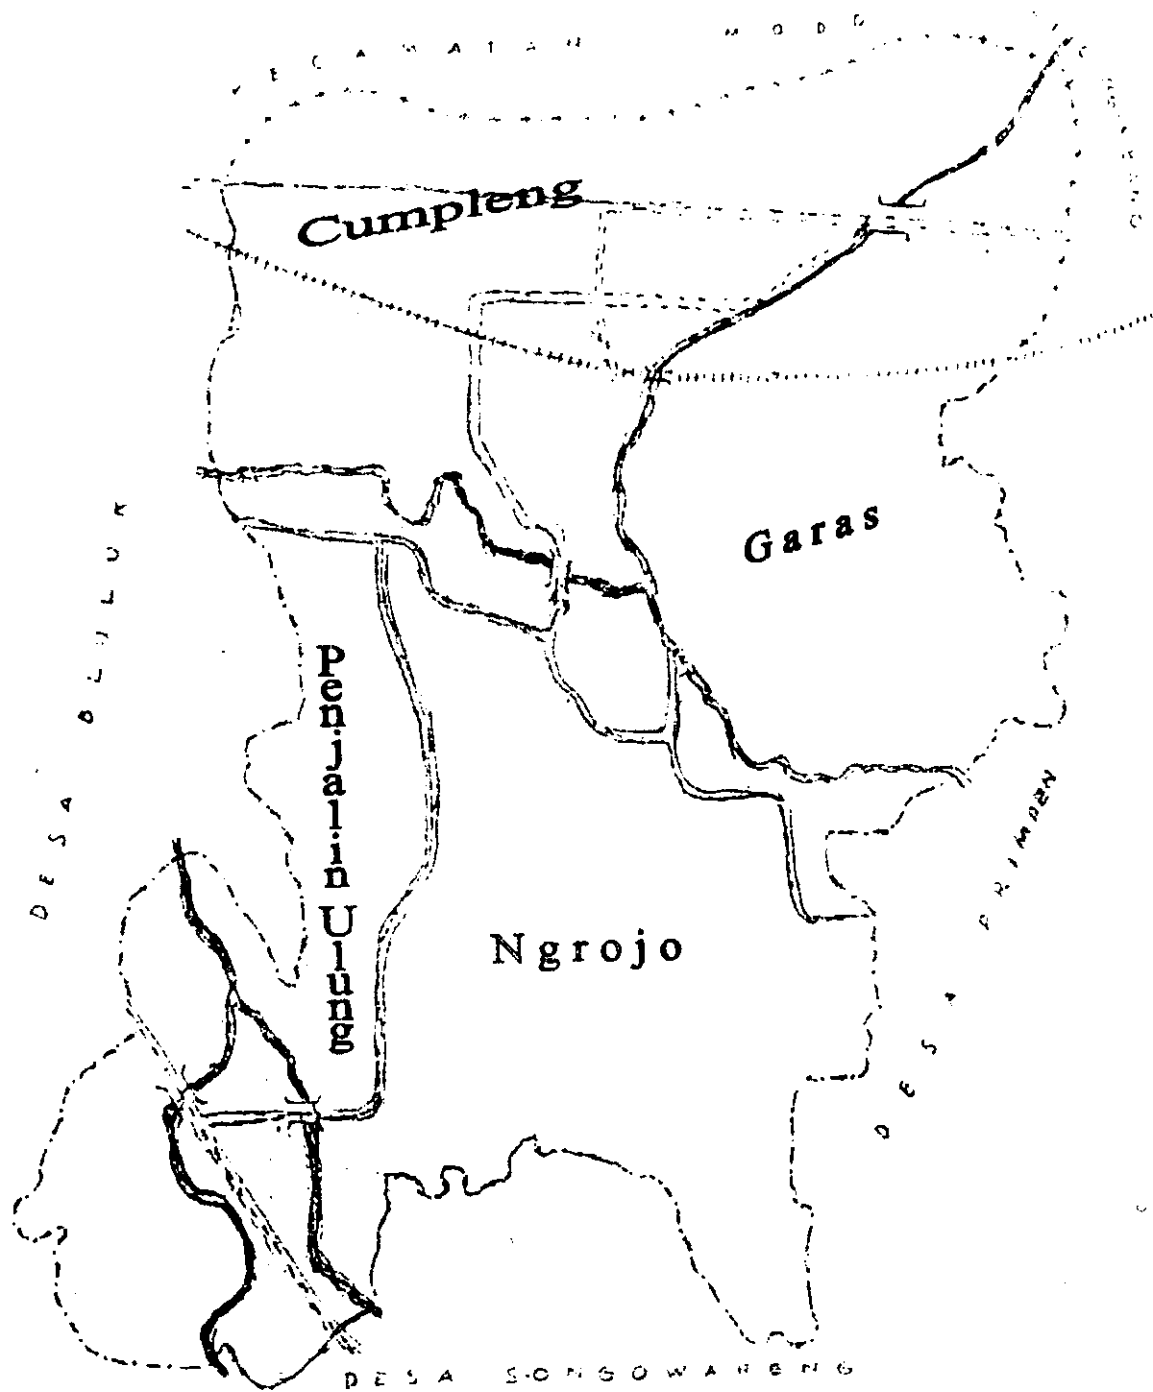 KECAMATAN MODO
Cumpleng
Garas
DESA BLULUK
Penjalin Ulung
Ngrojo
DESA PRIMPEN
DESA SONGOWARENG